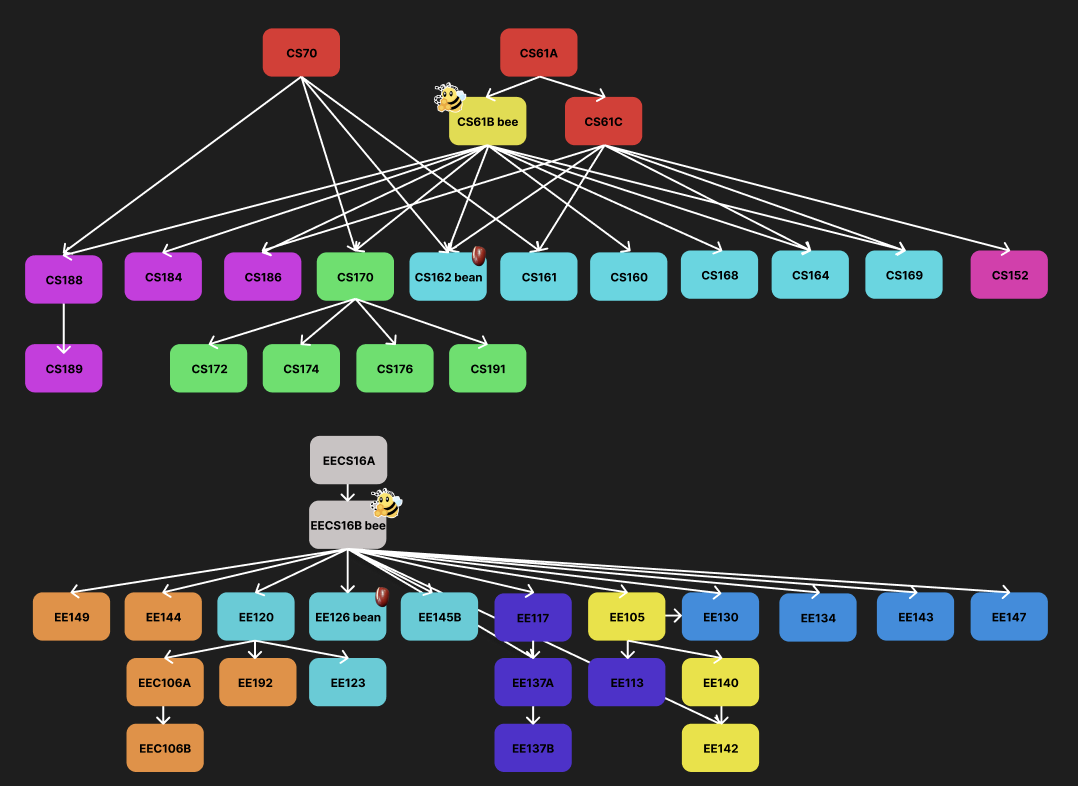 CS70
CS61A
CS61B bee
CS61C
CS188
CS184
CS186
CS170
CS162 bean
CS161
CS160
CS168
CS164
CS169
CS152
CS189
CS172
CS174
CS176
CS191
EECS16A
EECS16B bee
EE149
EE144
EE120
EE126 bean
EE145B
EE117
EE105
EE130
EE134
EE143
EE147
EEC106A
EE192
EE123
EE137A
EE113
EE140
EEC106B
EE137B
EE142